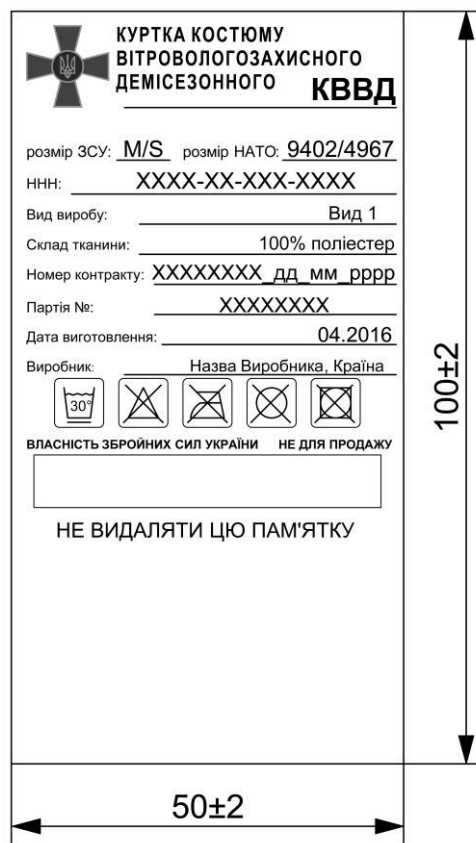 КУРТКА КОСТЮМУ
ВІТРОВОЛОГОЗАХИСНОГО
ДЕМІСЕЗОННОГО КВВД
розмір ЗСУ: M/S розмір НАТО: 9402/4967
ННН: XXXX-XX-XXX-XXXX
Вид виробу: Вид 1
Склад тканини: 100% поліестер
Номер контракту: XXXXXXXX_дд_мм_рррр
Партія №: XXXXXXXX
Дата виготовлення: 04.2016
Виробник: Назва Виробника, Країна
30°
ВЛАСНІСТЬ ЗБРОЙНИХ СИЛ УКРАЇНИ НЕ ДЛЯ ПРОДАЖУ
НЕ ВИДАЛЯТИ ЦЮ ПАМ'ЯТКУ
100±2
50±2